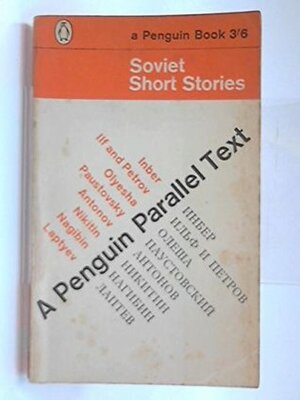 a Penguin Book 3'6
Soviet
Short Stories
Inber
Ilf and Petrov
Olyesha
Paustovsky
Antonov
Nikitin
Nagibin
Laptyev
A Penguin Parallel Text
ИНБЕР
ИЛЬФ И ПЕТРОВ
ОЛЕША
ПАУСТОВСКИЙ
АНТОНОВ
НИКИТИН
НАГИБИН
ЛАПТЕВ